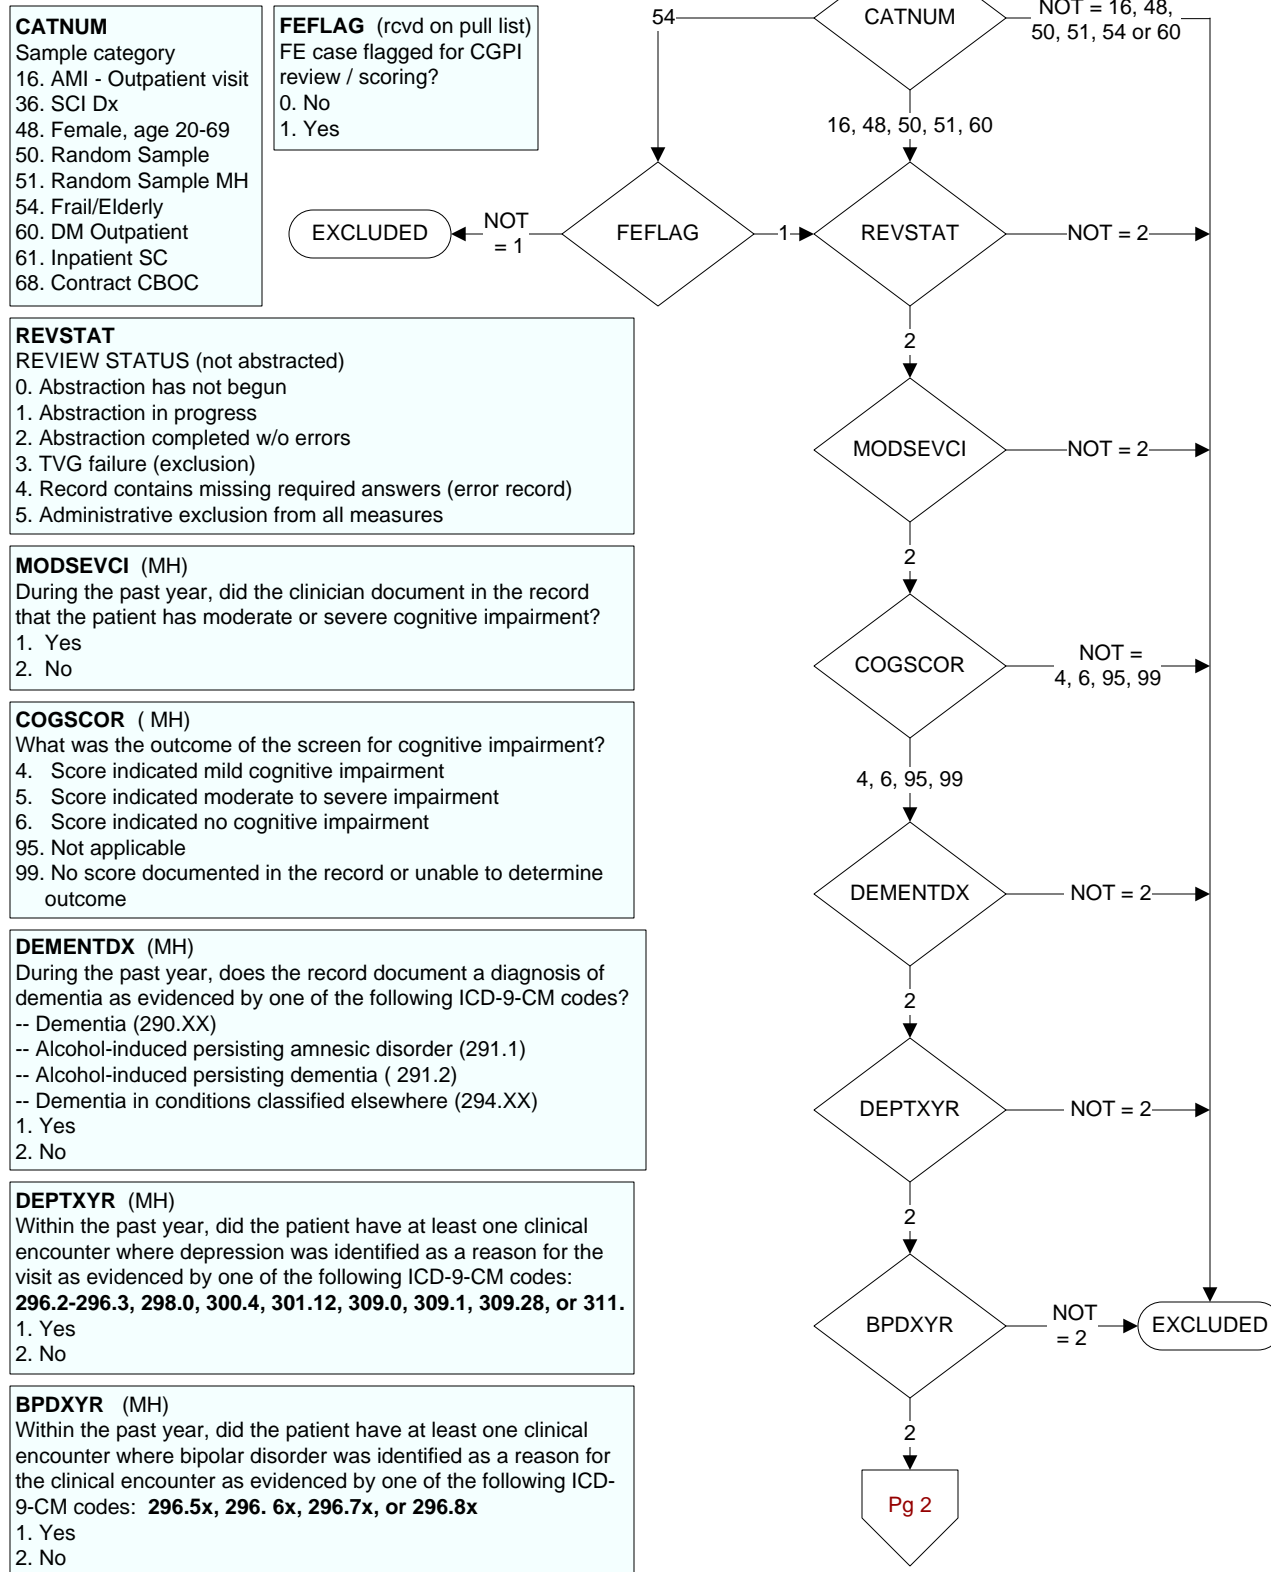 CATNUM
Sample category
16. AMI - Outpatient visit
36. SCI Dx
48. Female, age 20-69
50. Random Sample
51. Random Sample MH
54. Frail/Elderly
60. DM Outpatient
61. Inpatient SC
68. Contract CBOC
FEFLAG (rcvd on pull list)
FE case flagged for CGPI
review / scoring?
0. No
1. Yes
REVSTAT
REVIEW STATUS (not abstracted)
0. Abstraction has not begun
1. Abstraction in progress
2. Abstraction completed w/o errors
3. TVG failure (exclusion)
4. Record contains missing required answers (error record)
5. Administrative exclusion from all measures
MODSEVCI (MH)
During the past year, did the clinician document in the record
that the patient has moderate or severe cognitive impairment?
1. Yes
2. No
COGSCOR ( MH)
What was the outcome of the screen for cognitive impairment?
4. Score indicated mild cognitive impairment
5. Score indicated moderate to severe impairment
6. Score indicated no cognitive impairment
95. Not applicable
99. No score documented in the record or unable to determine
outcome
DEMENTDX (MH)
During the past year, does the record document a diagnosis of
dementia as evidenced by one of the following ICD-9-CM codes?
-- Dementia (290.XX)
-- Alcohol-induced persisting amnesic disorder (291.1)
-- Alcohol-induced persisting dementia ( 291.2)
-- Dementia in conditions classified elsewhere (294.XX)
1. Yes
2. No
DEPTXYR (MH)
Within the past year, did the patient have at least one clinical
encounter where depression was identified as a reason for the
visit as evidenced by one of the following ICD-9-CM codes:
296.2-296.3, 298.0, 300.4, 301.12, 309.0, 309.1, 309.28, or 311.
1. Yes
2. No
BPDXYR (MH)
Within the past year, did the patient have at least one clinical
encounter where bipolar disorder was identified as a reason for
the clinical encounter as evidenced by one of the following ICD-
9-CM codes: 296.5x, 296. 6x, 296.7x, or 296.8x
1. Yes
2. No
54
CATNUM
NOT = 16, 48,
50, 51, 54 or 60
16, 48, 50, 51, 60
EXCLUDED
NOT
= 1
FEFLAG
1
REVSTAT
NOT = 2
2
MODSEVCI
NOT = 2
2
COGSCOR
NOT =
4, 6, 95, 99
4, 6, 95, 99
DEMENTDX
NOT = 2
2
DEPTXYR
NOT = 2
2
BPDXYR
NOT
= 2
EXCLUDED
2
Pg 2